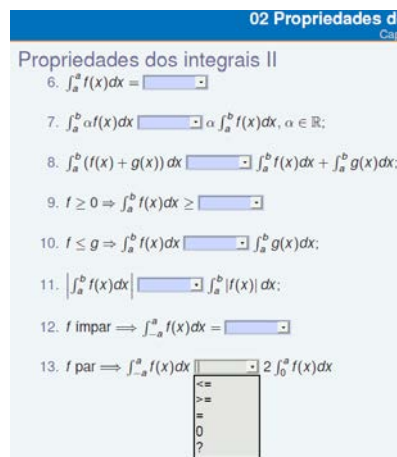 02 Propriedades d
Cap
Propriedades dos integrais II
6. ∫ₐᵃ f(x)dx =
7. ∫ₐᵇ αf(x)dx α ∫ₐᵇ f(x)dx, α ∈ ℝ;
8. ∫ₐᵇ (f(x) + g(x)) dx ∫ₐᵇ f(x)dx + ∫ₐᵇ g(x)dx;
9. f ≥ 0 ⇒ ∫ₐᵇ f(x)dx ≥
10. f ≤ g ⇒ ∫ₐᵇ f(x)dx ∫ₐᵇ g(x)dx;
11. |∫ₐᵇ f(x)dx| ∫ₐᵇ |f(x)| dx;
12. f ímpar ⟹ ∫₋ₐᵃ f(x)dx =
13. f par ⟹ ∫₋ₐᵃ f(x)dx 2 ∫₀ᵃ f(x)dx
<=
>=
=
0
?